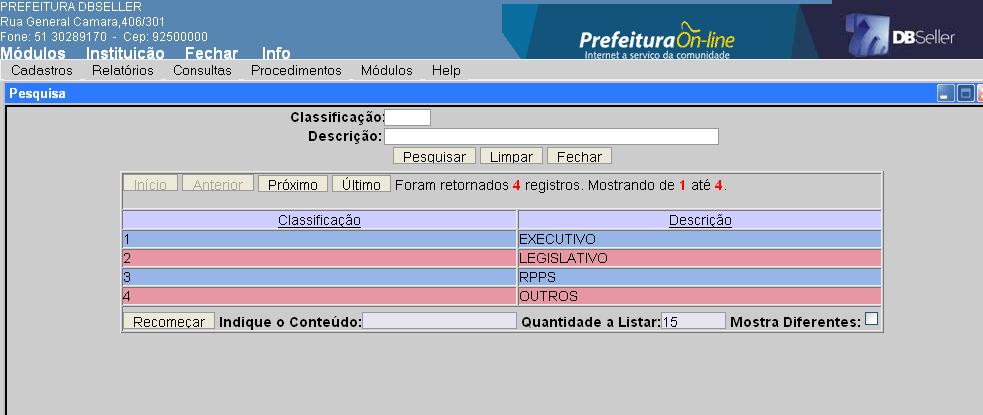 PREFEITURA DBSELLER
Rua General Camara,406/301
Fone: 51 30289170 - Cep: 92500000
Módulos Instituição Fechar Info
Prefeitura On-line
Internet a serviço da comunidade
DBSeller
Cadastros Relatórios Consultas Procedimentos Módulos Help
Pesquisa
Classificação:
Descrição:
Pesquisar Limpar Fechar
Início Anterior Próximo Último Foram retornados 4 registros. Mostrando de 1 até 4.
Classificação Descrição
1 EXECUTIVO
2 LEGISLATIVO
3 RPPS
4 OUTROS
Recomeçar Indique o Conteúdo: Quantidade a Listar: 15 Mostra Diferentes: